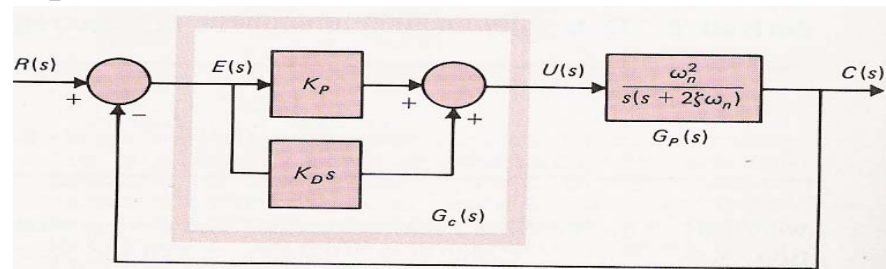 R(s)
+
−
E(s)
K_P
K_D s
+
+
G_c(s)
U(s)
ω_n^2
s(s + 2ζω_n)
G_P(s)
C(s)